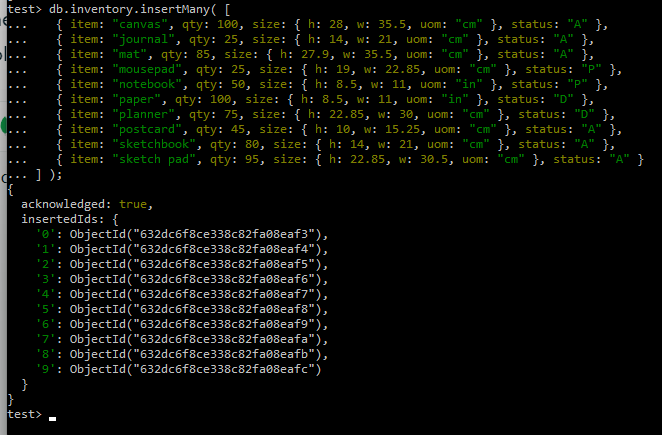 test> db.inventory.insertMany( [
...    { item: "canvas", qty: 100, size: { h: 28, w: 35.5, uom: "cm" }, status: "A" },
...    { item: "journal", qty: 25, size: { h: 14, w: 21, uom: "cm" }, status: "A" },
...    { item: "mat", qty: 85, size: { h: 27.9, w: 35.5, uom: "cm" }, status: "A" },
...    { item: "mousepad", qty: 25, size: { h: 19, w: 22.85, uom: "cm" }, status: "P" },
...    { item: "notebook", qty: 50, size: { h: 8.5, w: 11, uom: "in" }, status: "P" },
...    { item: "paper", qty: 100, size: { h: 8.5, w: 11, uom: "in" }, status: "D" },
...    { item: "planner", qty: 75, size: { h: 22.85, w: 30, uom: "cm" }, status: "D" },
...    { item: "postcard", qty: 45, size: { h: 10, w: 15.25, uom: "cm" }, status: "A" },
...    { item: "sketchbook", qty: 80, size: { h: 14, w: 21, uom: "cm" }, status: "A" },
...    { item: "sketch pad", qty: 95, size: { h: 22.85, w: 30.5, uom: "cm" }, status: "A" }
... ] );
{
  acknowledged: true,
  insertedIds: {
    '0': ObjectId("632dc6f8ce338c82fa08eaf3"),
    '1': ObjectId("632dc6f8ce338c82fa08eaf4"),
    '2': ObjectId("632dc6f8ce338c82fa08eaf5"),
    '3': ObjectId("632dc6f8ce338c82fa08eaf6"),
    '4': ObjectId("632dc6f8ce338c82fa08eaf7"),
    '5': ObjectId("632dc6f8ce338c82fa08eaf8"),
    '6': ObjectId("632dc6f8ce338c82fa08eaf9"),
    '7': ObjectId("632dc6f8ce338c82fa08eafa"),
    '8': ObjectId("632dc6f8ce338c82fa08eafb"),
    '9': ObjectId("632dc6f8ce338c82fa08eafc")
  }
}
test>